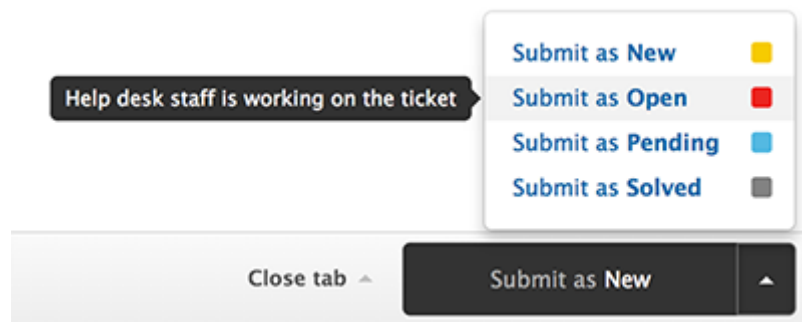 Submit as New
Help desk staff is working on the ticket
Submit as Open
Submit as Pending
Submit as Solved
Close tab
Submit as New